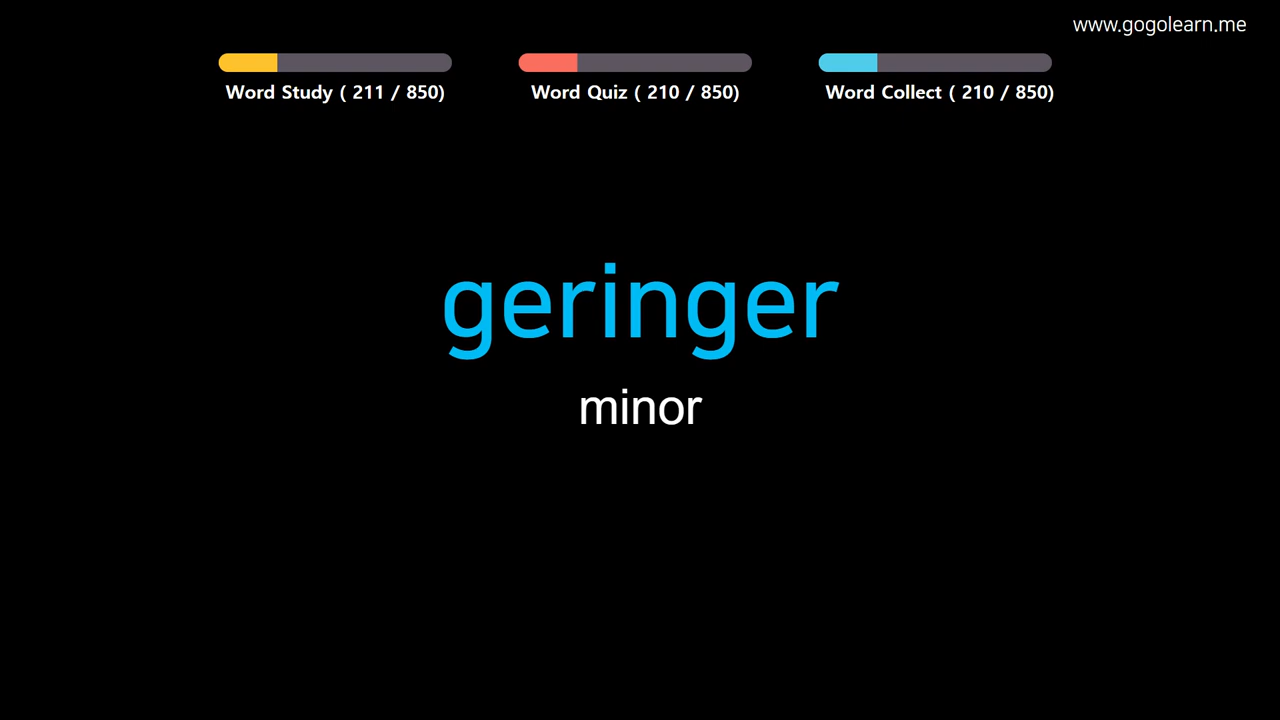 www.gogolearn.me
Word Study ( 211 / 850)
Word Quiz ( 210 / 850)
Word Collect ( 210 / 850)
geringer
minor